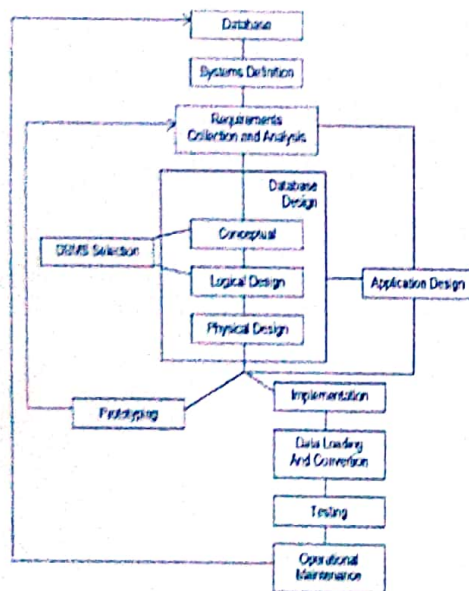 Database
Systems Definition
Requirements
Collection and Analysis
Database
Design
Conceptual
DBMS Selection
Logical Design
Application Design
Physical Design
Implementation
Prototyping
Data Loading
And Convertion
Testing
Operational
Maintenance